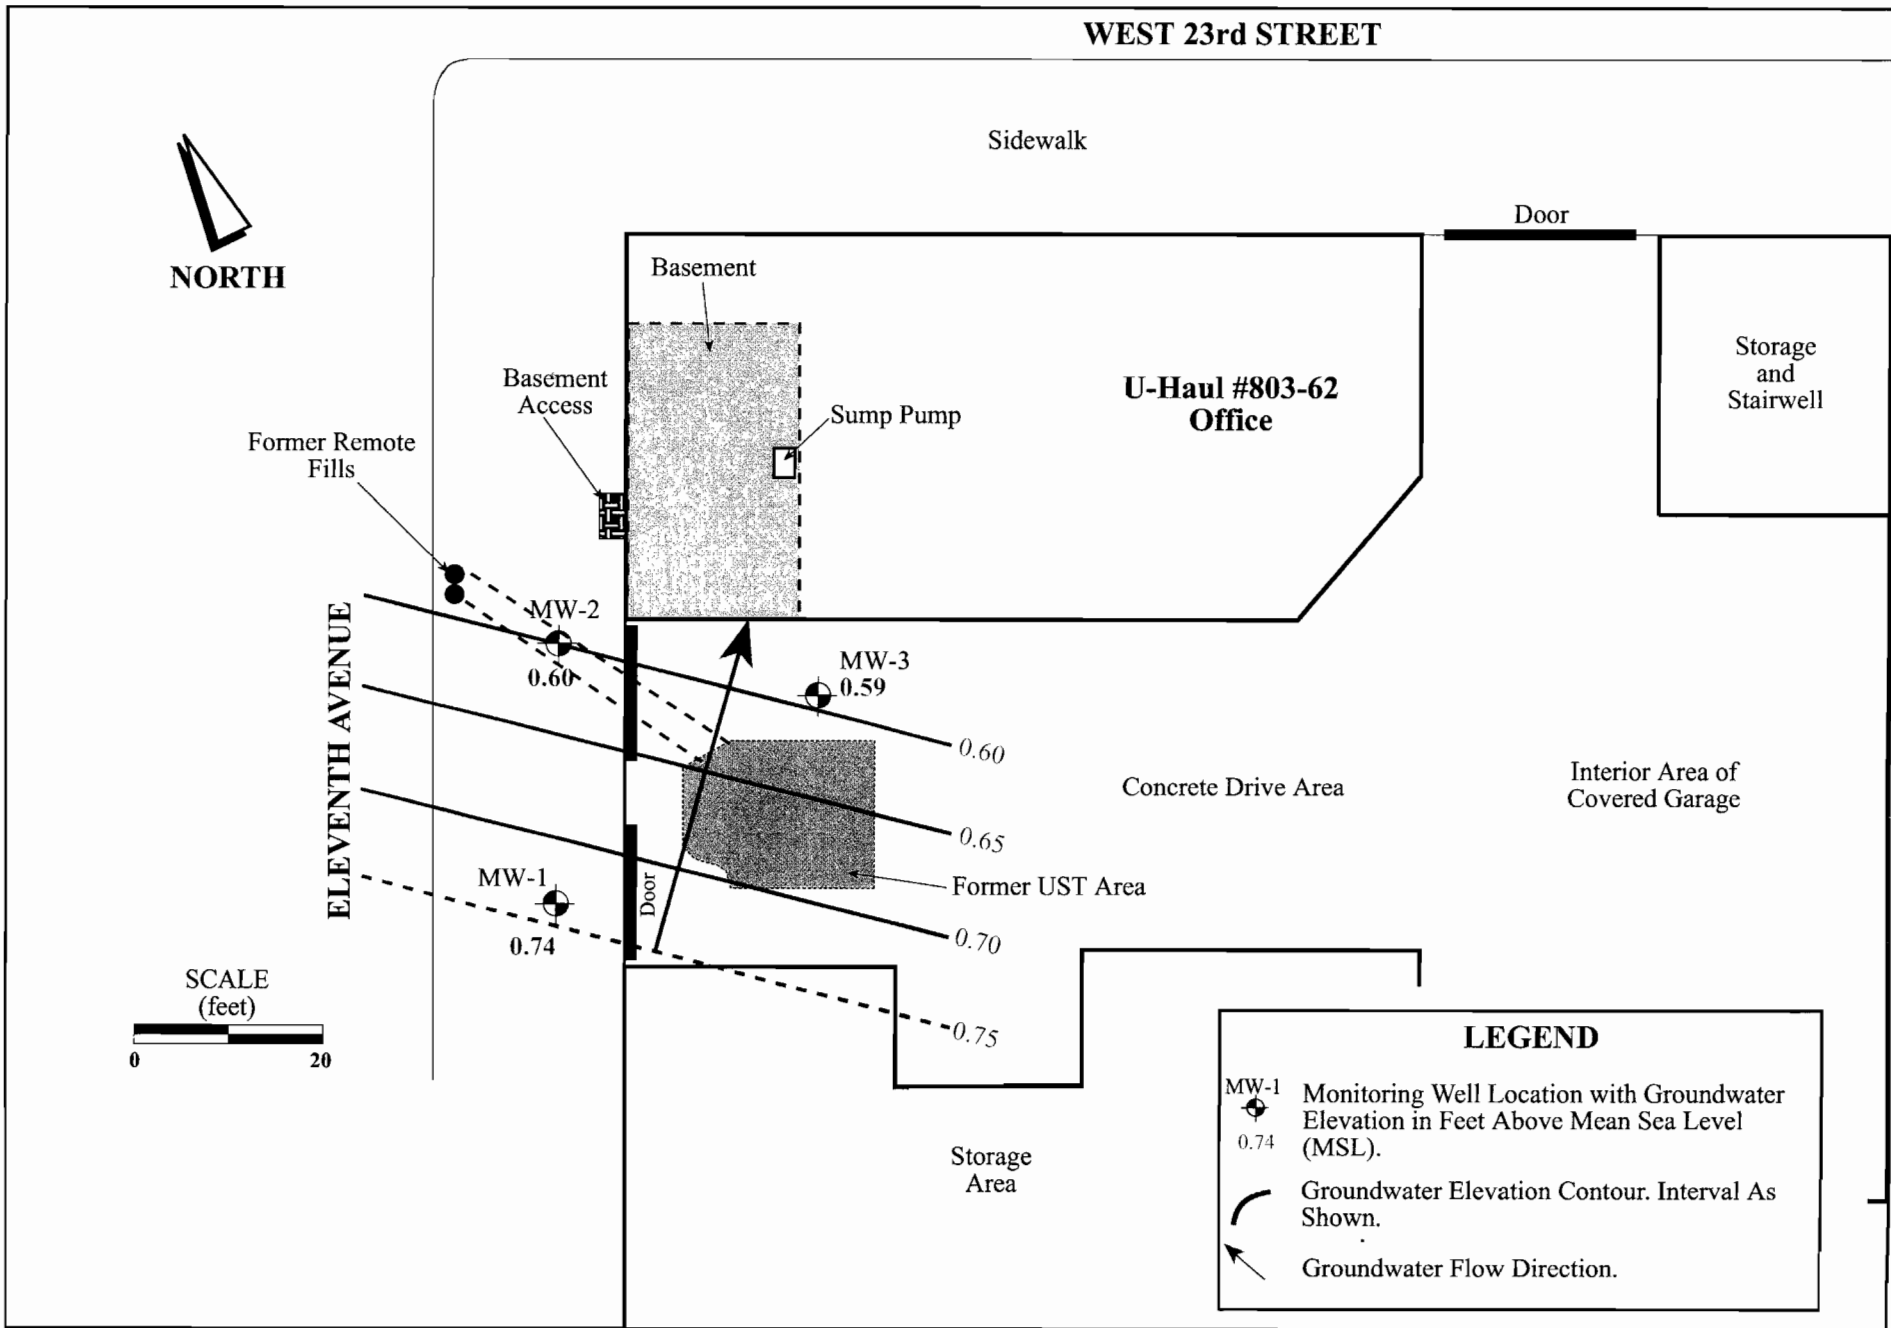 WEST 23rd STREET
Sidewalk
Door
NORTH
Basement
Storage
and
Stairwell
Basement
Access
U-Haul #803-62
Office
Sump Pump
Former Remote
Fills
MW-2
0.60
MW-3
0.59
ELEVENTH AVENUE
0.60
Concrete Drive Area
Interior Area of
Covered Garage
0.65
MW-1
0.74
Door
Former UST Area
0.70
SCALE
(feet)
0 20
0.75
Storage
Area
LEGEND
MW-1
0.74
Monitoring Well Location with Groundwater
Elevation in Feet Above Mean Sea Level
(MSL).
Groundwater Elevation Contour. Interval As
Shown.
Groundwater Flow Direction.